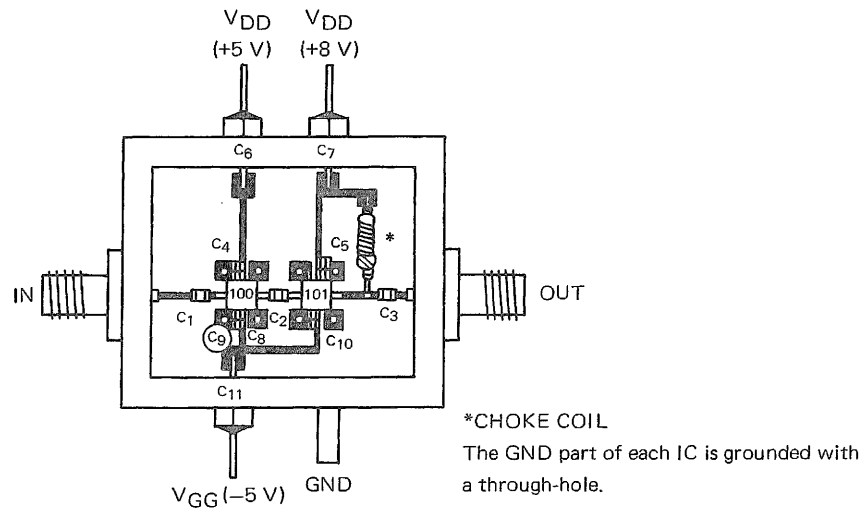 VDD
(+5 V)
VDD
(+8 V)
C6
C7
C4
C5
*
IN
100
101
OUT
C1
C2
C3
C9
C8
C10
C11
*CHOKE COIL
The GND part of each IC is grounded with
a through-hole.
VGG (−5 V)
GND